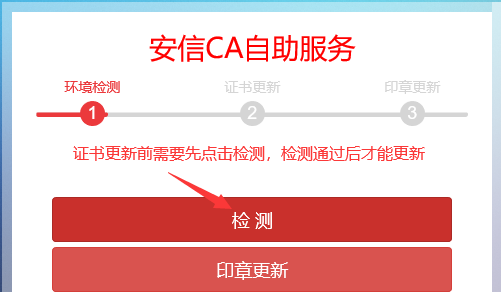 安信CA自助服务
环境检测 证书更新 印章更新
1 2 3
证书更新前需要先点击检测，检测通过后才能更新
检 测
印章更新